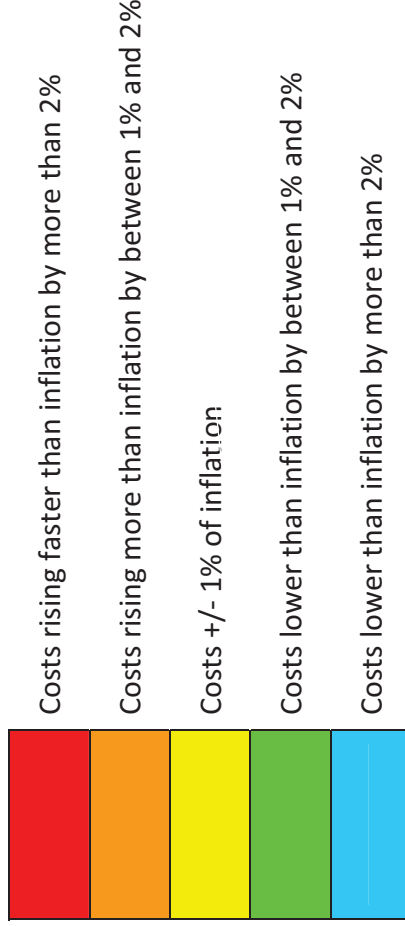 Costs rising faster than inflation by more than 2%
Costs rising more than inflation by between 1% and 2%
Costs +/- 1% of inflation
Costs lower than inflation by between 1% and 2%
Costs lower than inflation by more than 2%